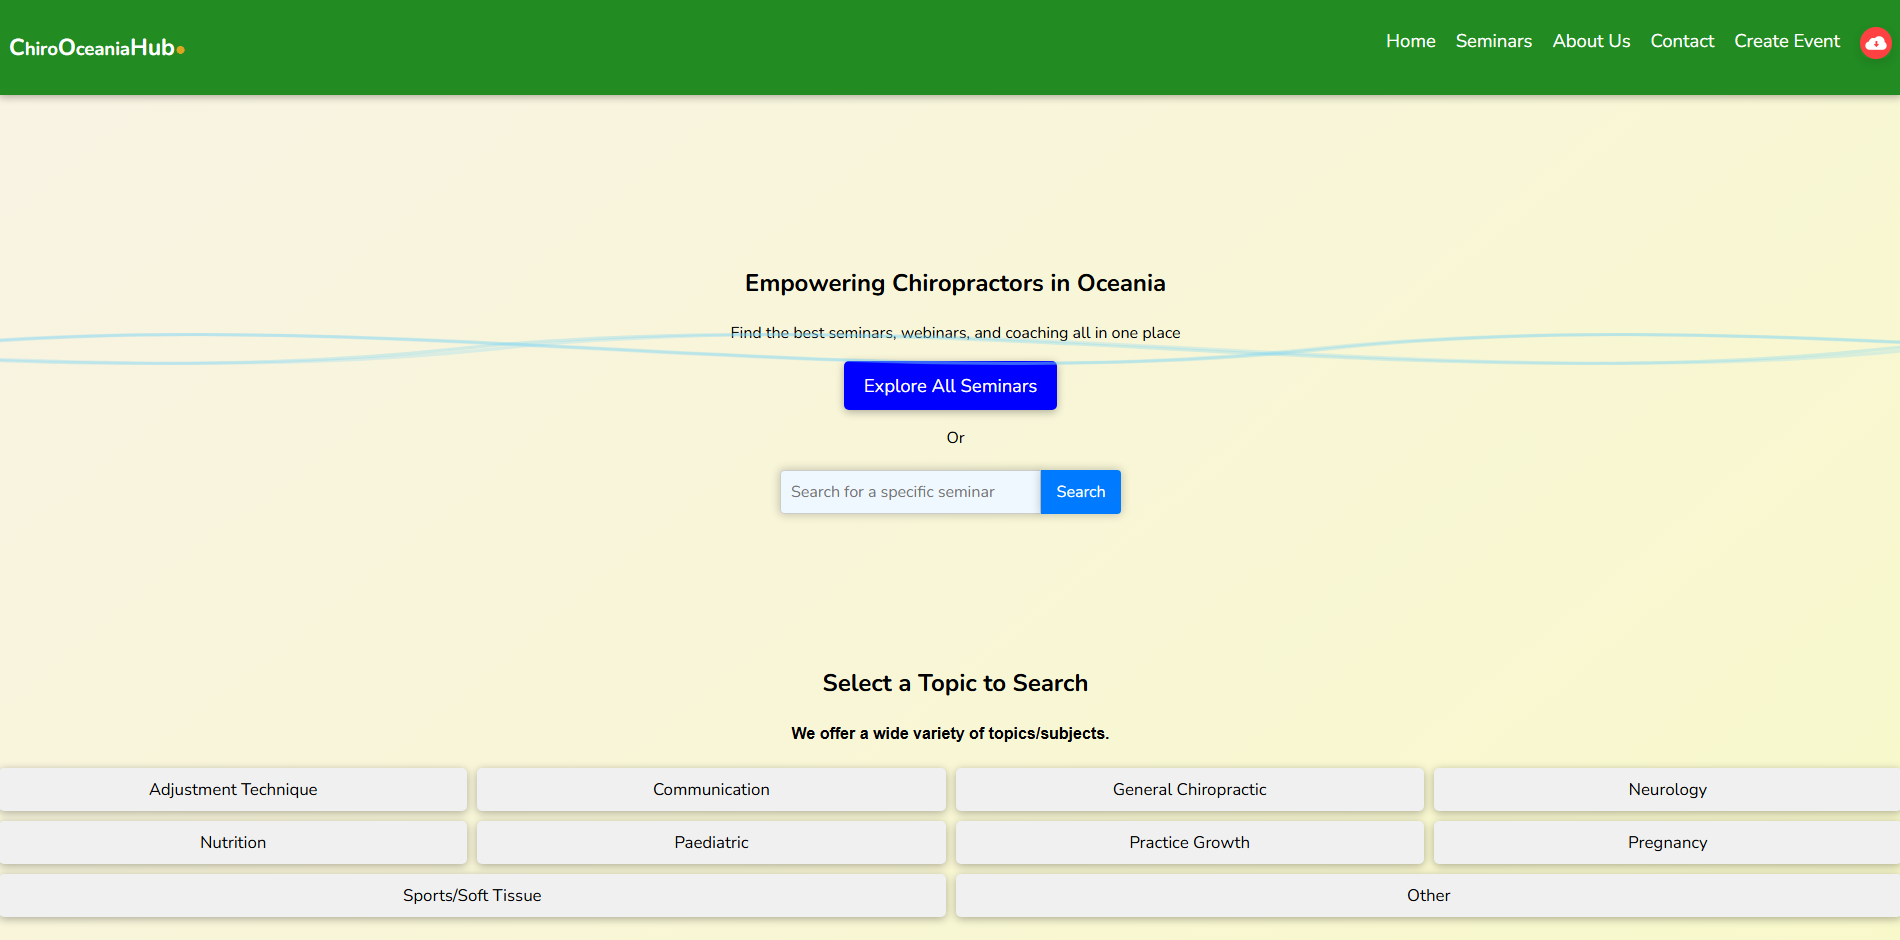 ChiroOceaniaHub
Home Seminars About Us Contact Create Event
Empowering Chiropractors in Oceania
Find the best seminars, webinars, and coaching all in one place
Explore All Seminars
Or
Search for a specific seminar Search
Select a Topic to Search
We offer a wide variety of topics/subjects.
Adjustment Technique Communication General Chiropractic Neurology
Nutrition Paediatric Practice Growth Pregnancy
Sports/Soft Tissue Other